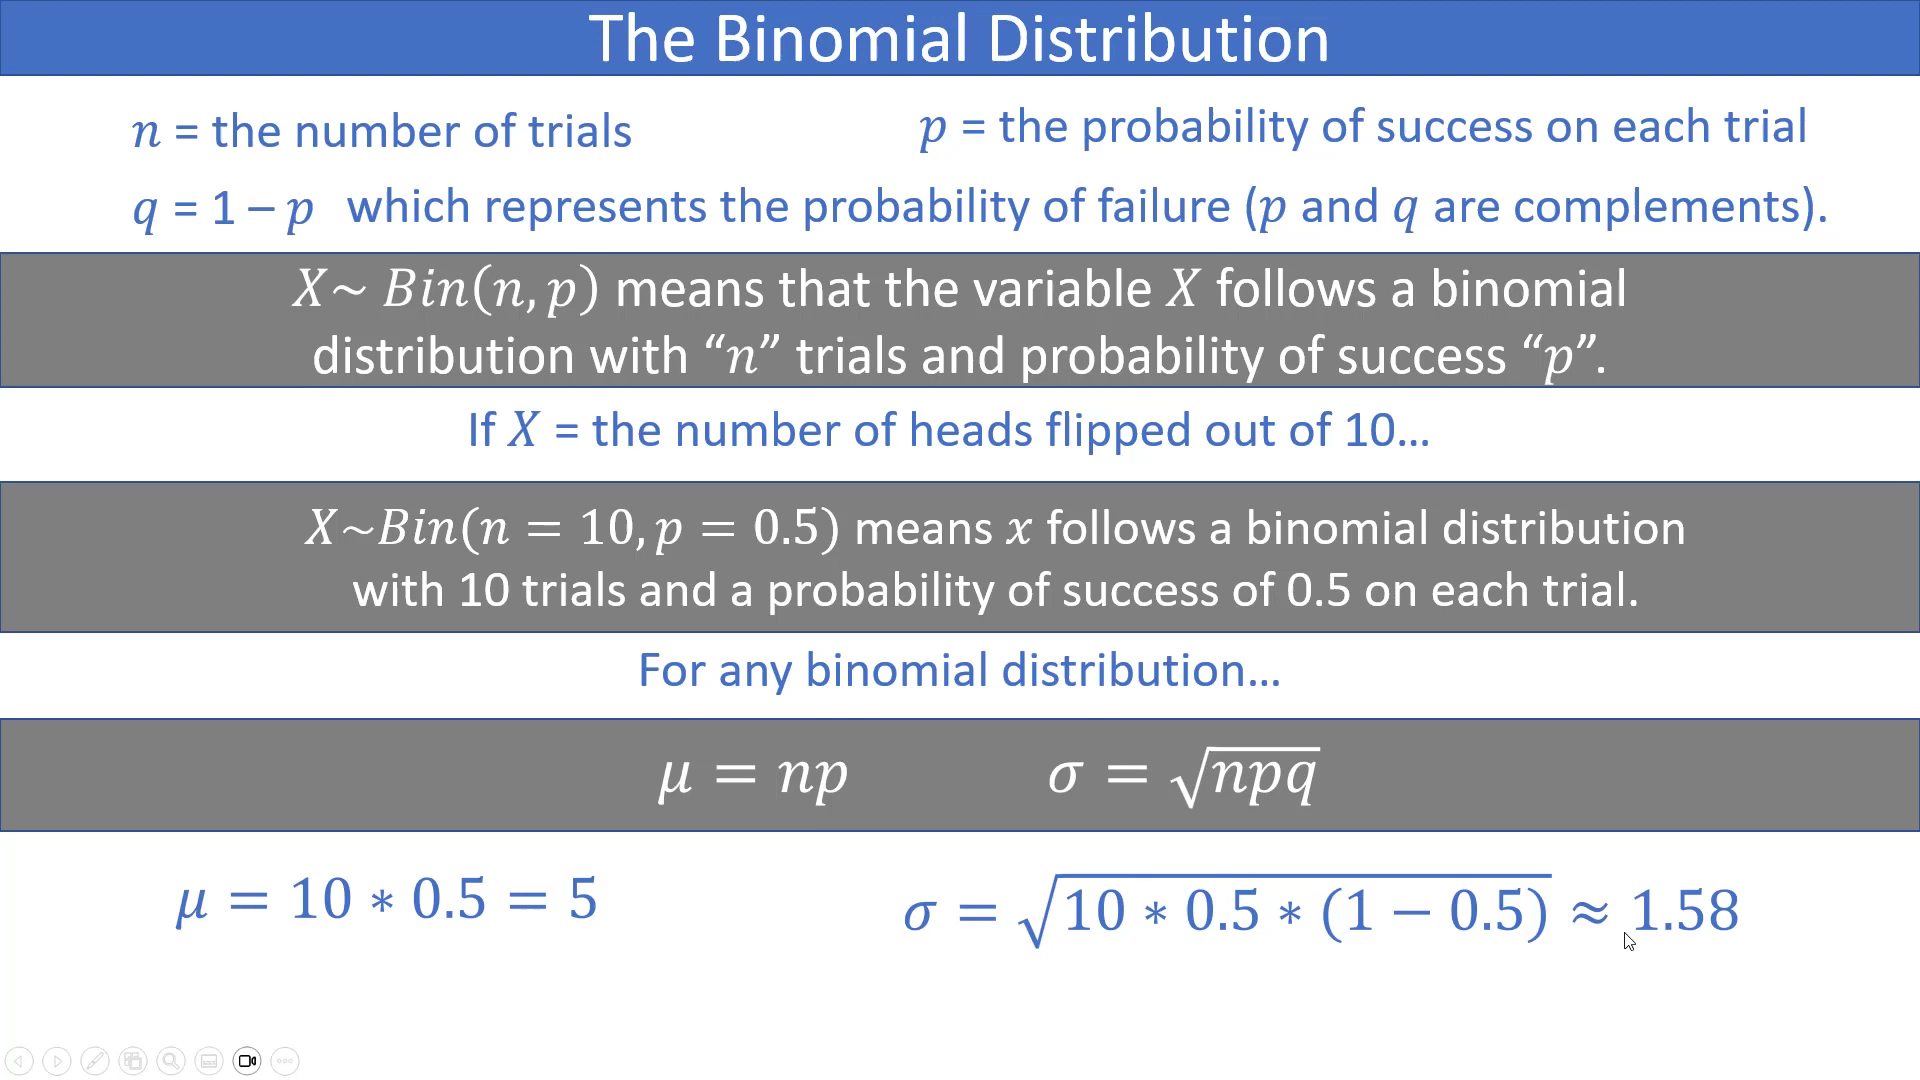 The Binomial Distribution
n = the number of trials
p = the probability of success on each trial
q = 1 – p which represents the probability of failure (p and q are complements).
X~ Bin(n, p) means that the variable X follows a binomial
distribution with “n” trials and probability of success “p”.
If X = the number of heads flipped out of 10…
X~Bin(n = 10, p = 0.5) means x follows a binomial distribution
with 10 trials and a probability of success of 0.5 on each trial.
For any binomial distribution…
μ = np
σ = √npq
μ = 10 * 0.5 = 5
σ = √10 * 0.5 * (1 − 0.5) ≈ 1.58